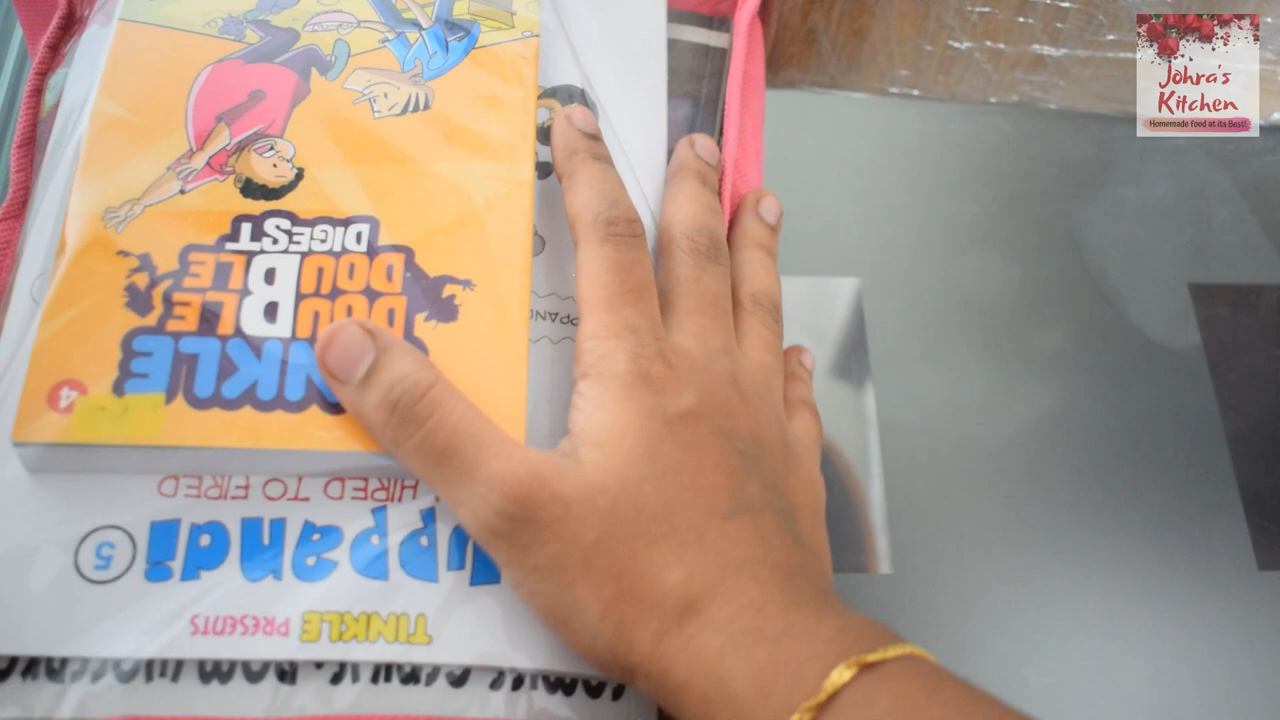 Johra's
Kitchen
Homemade food at its Best!
TINKLE PRESENTS
uppandi 5
HIRED TO FIRED
4
NKLE
DOUBLE
DOUBLE
DIGEST